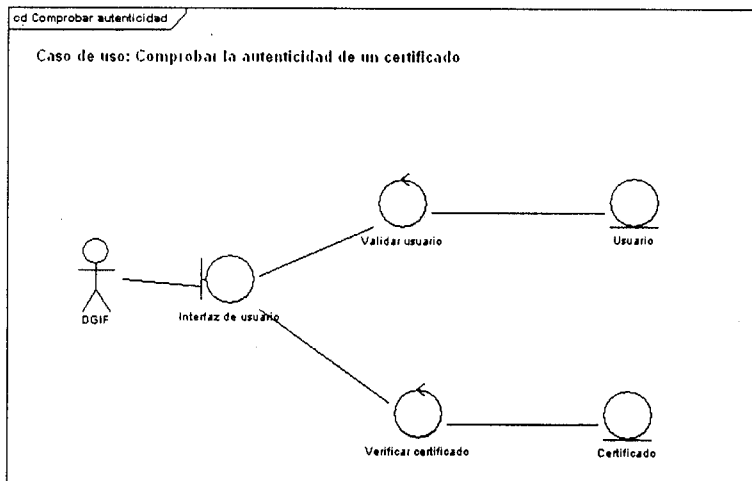 cd Comprobar autenticidad
Caso de uso: Comprobar la autenticidad de un certificado
Validar usuario
Usuario
DGIF
Interfaz de usuario
Verificar certificado
Certificado